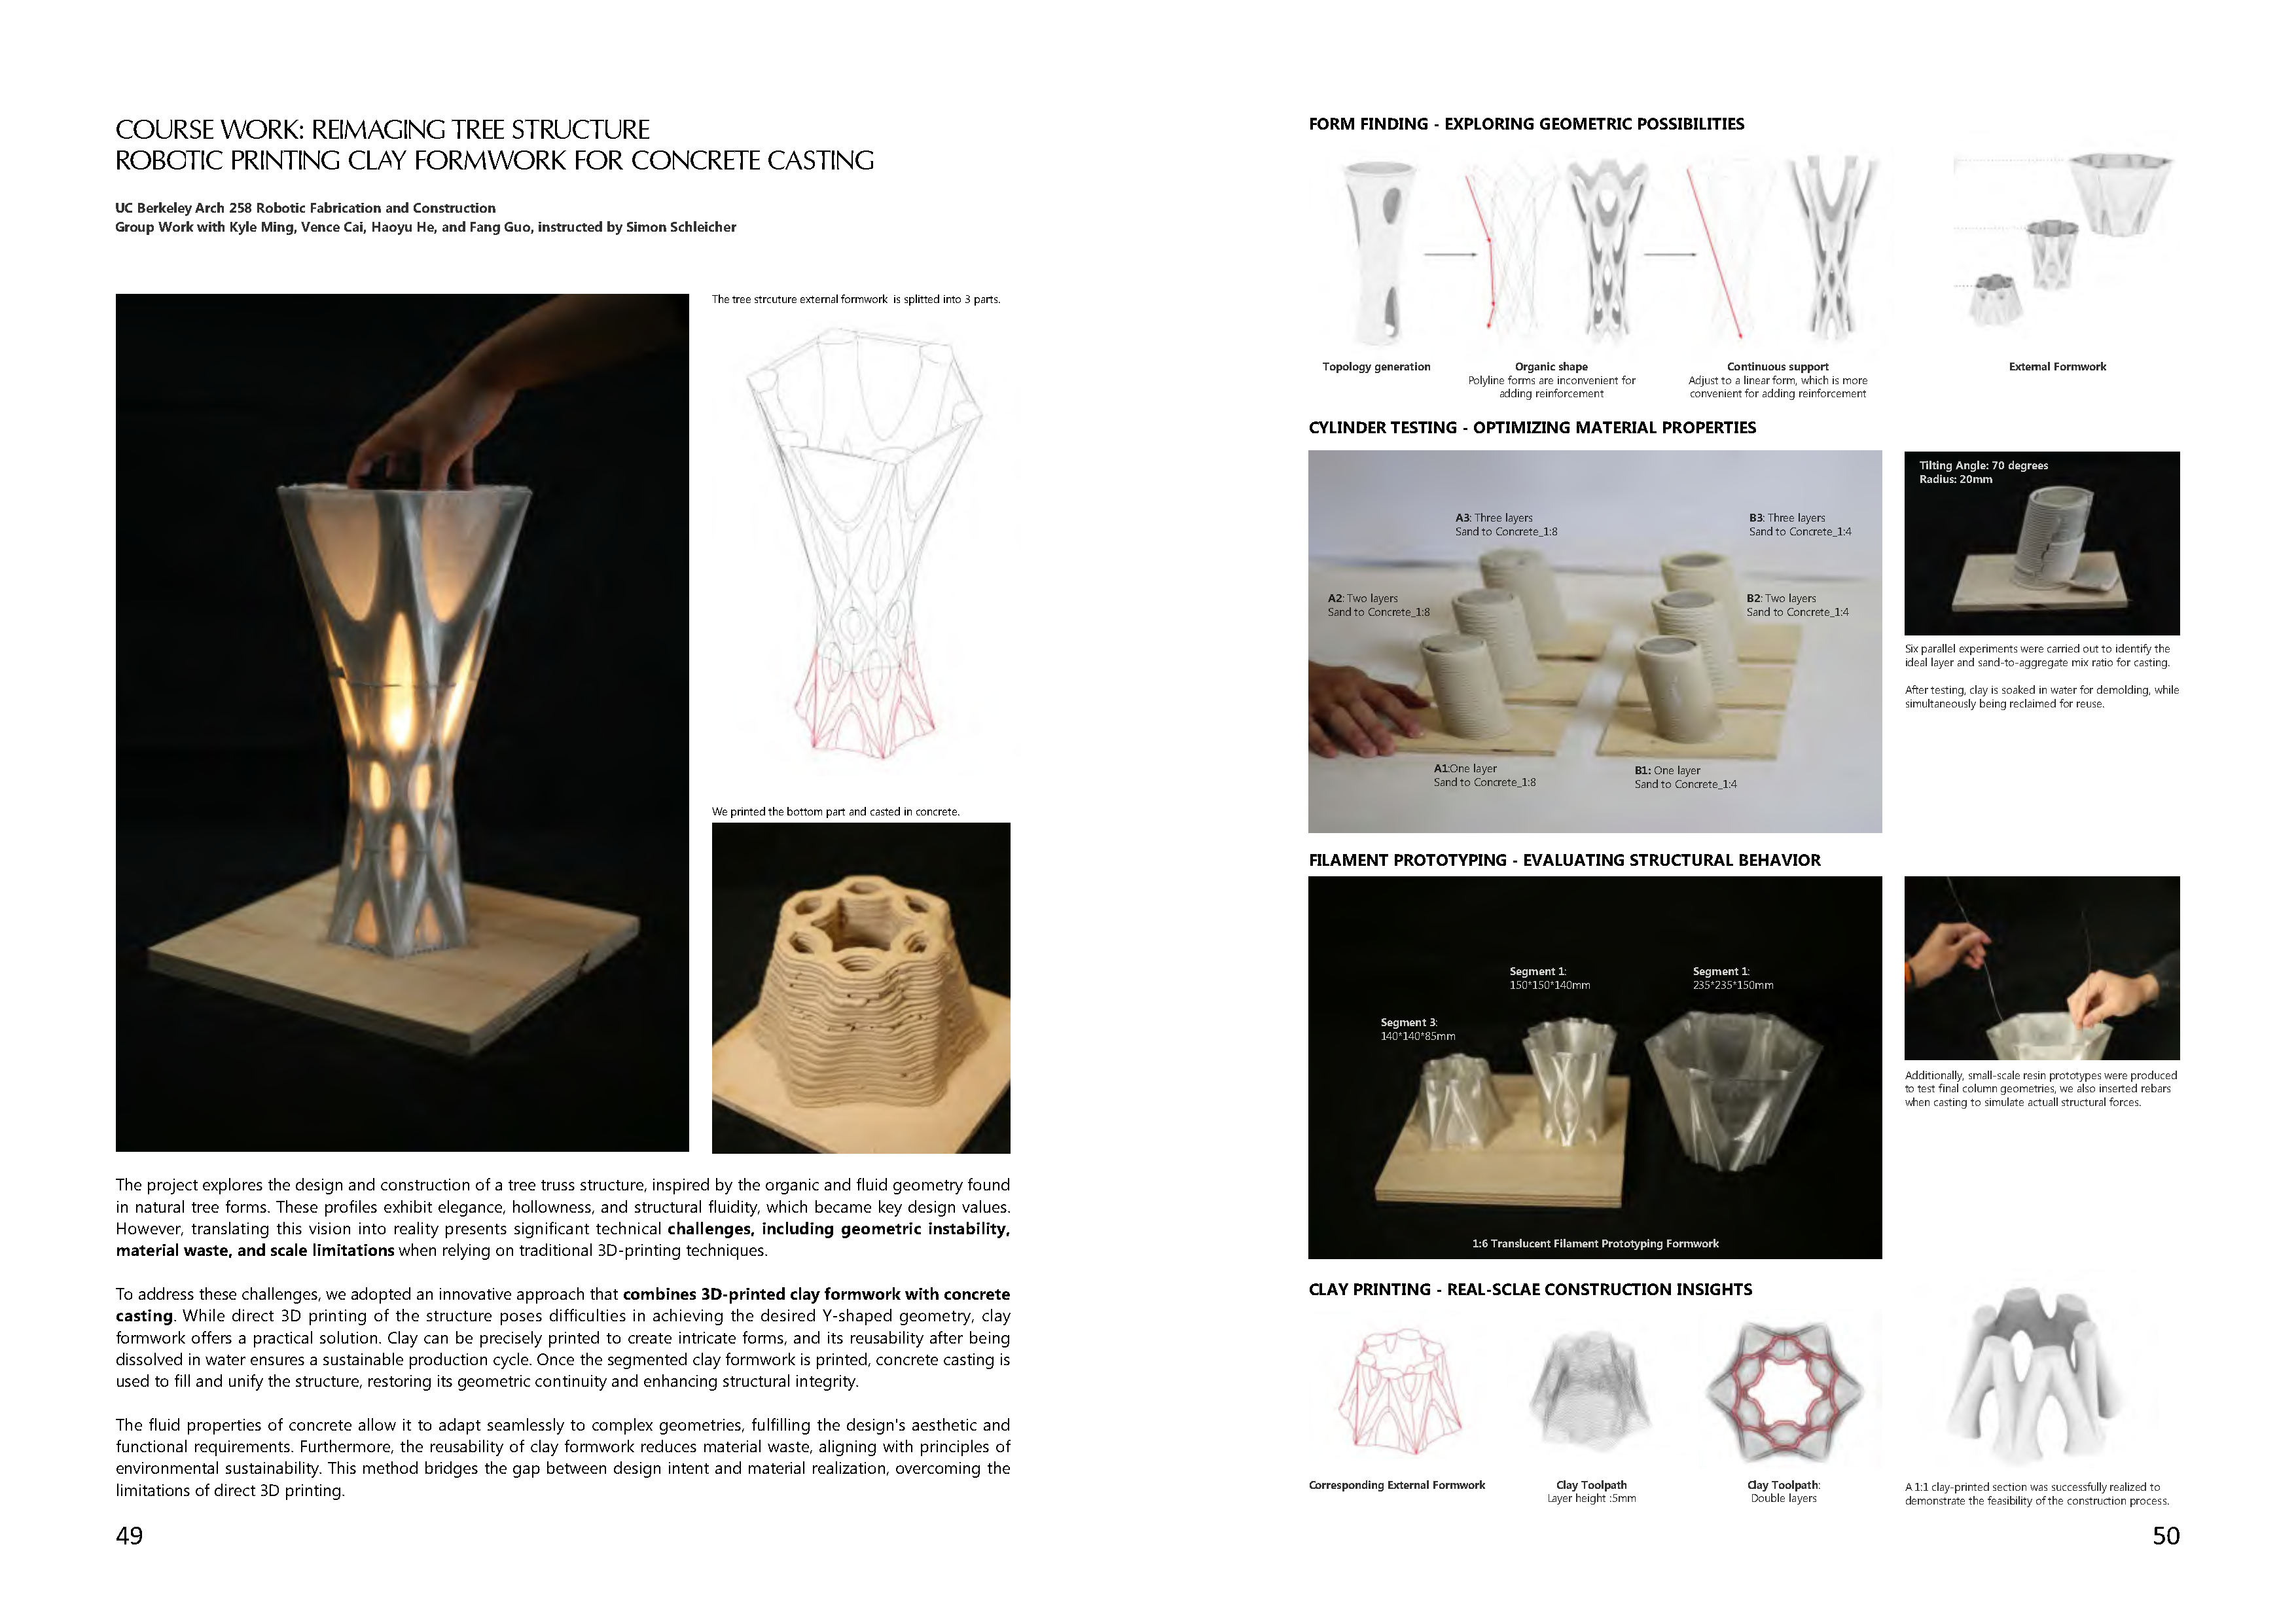 COURSE WORK: REIMAGING TREE STRUCTURE
ROBOTIC PRINTING CLAY FORMWORK FOR CONCRETE CASTING
UC Berkeley Arch 258 Robotic Fabrication and Construction
Group Work with Kyle Ming, Vence Cai, Haoyu He, and Fang Guo, instructed by Simon Schleicher
The tree strcuture external formwork is splitted into 3 parts.
We printed the bottom part and casted in concrete.
The project explores the design and construction of a tree truss structure, inspired by the organic and fluid geometry found
in natural tree forms. These profiles exhibit elegance, hollowness, and structural fluidity, which became key design values.
However, translating this vision into reality presents significant technical challenges, including geometric instability,
material waste, and scale limitations when relying on traditional 3D-printing techniques.
To address these challenges, we adopted an innovative approach that combines 3D-printed clay formwork with concrete
casting. While direct 3D printing of the structure poses difficulties in achieving the desired Y-shaped geometry, clay
formwork offers a practical solution. Clay can be precisely printed to create intricate forms, and its reusability after being
dissolved in water ensures a sustainable production cycle. Once the segmented clay formwork is printed, concrete casting is
used to fill and unify the structure, restoring its geometric continuity and enhancing structural integrity.
The fluid properties of concrete allow it to adapt seamlessly to complex geometries, fulfilling the design's aesthetic and
functional requirements. Furthermore, the reusability of clay formwork reduces material waste, aligning with principles of
environmental sustainability. This method bridges the gap between design intent and material realization, overcoming the
limitations of direct 3D printing.
49
FORM FINDING - EXPLORING GEOMETRIC POSSIBILITIES
Topology generation
Organic shape
Polyline forms are inconvenient for
adding reinforcement
Continuous support
Adjust to a linear form, which is more
convenient for adding reinforcement
External Formwork
CYLINDER TESTING - OPTIMIZING MATERIAL PROPERTIES
A3: Three layers
Sand to Concrete_1:8
B3: Three layers
Sand to Concrete_1:4
A2: Two layers
Sand to Concrete_1:8
B2: Two layers
Sand to Concrete_1:4
A1:One layer
Sand to Concrete_1:8
B1: One layer
Sand to Concrete_1:4
Tilting Angle: 70 degrees
Radius: 20mm
Six parallel experiments were carried out to identify the
ideal layer and sand-to-aggregate mix ratio for casting.
After testing, clay is soaked in water for demolding, while
simultaneously being reclaimed for reuse.
FILAMENT PROTOTYPING - EVALUATING STRUCTURAL BEHAVIOR
Segment 1:
150*150*140mm
Segment 1:
235*235*150mm
Segment 3:
140*140*85mm
1:6 Translucent Filament Prototyping Formwork
Additionally, small-scale resin prototypes were produced
to test final column geometries, we also inserted rebars
when casting to simulate actuall structural forces.
CLAY PRINTING - REAL-SCLAE CONSTRUCTION INSIGHTS
Corresponding External Formwork
Clay Toolpath
Layer height :5mm
Clay Toolpath:
Double layers
A 1:1 clay-printed section was successfully realized to
demonstrate the feasibility of the construction process.
50